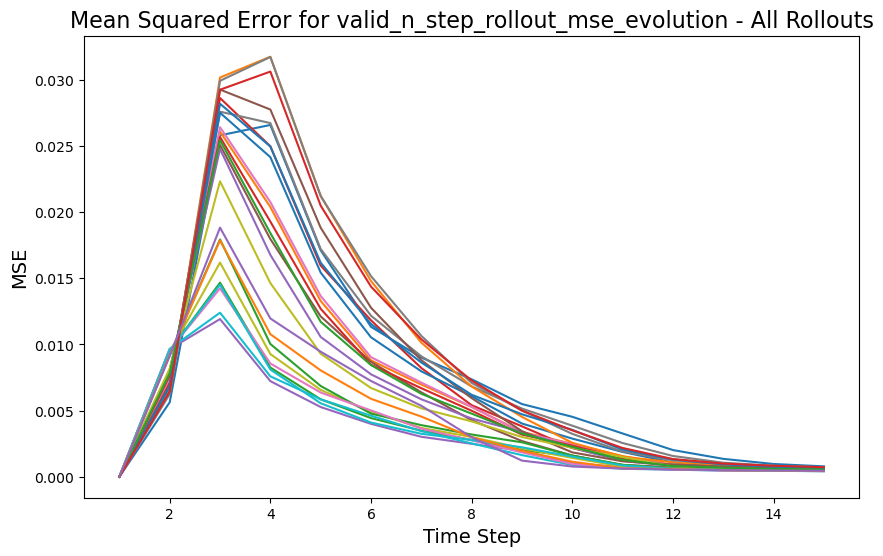 Mean Squared Error for valid_n_step_rollout_mse_evolution - All Rollouts
0.030
0.025
0.020
0.015
0.010
0.005
0.000
MSE
2 4 6 8 10 12 14
Time Step